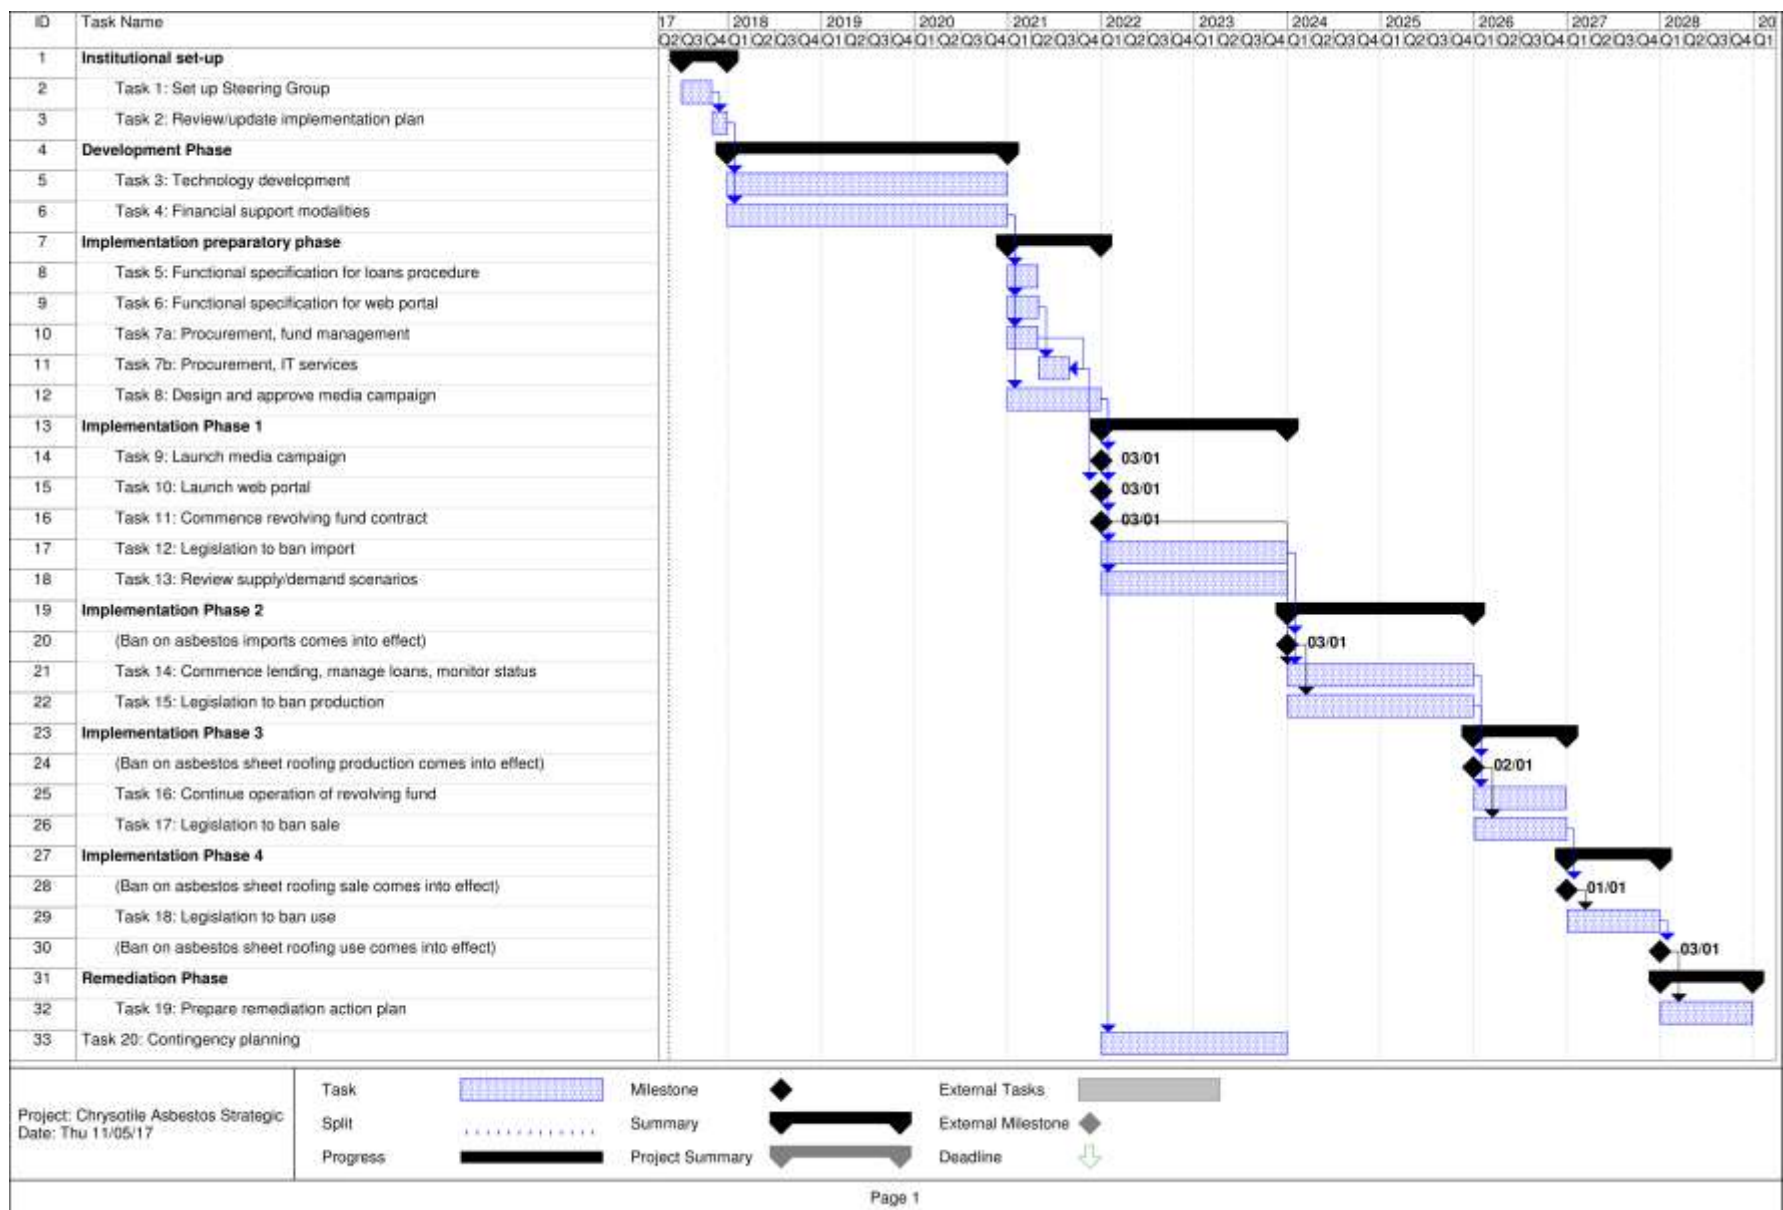 ID Task Name 17 2018 2019 2020 2021 2022 2023 2024 2025 2026 2027 2028 20
Q2 Q3 Q4 Q1 Q2 Q3 Q4 Q1 Q2 Q3 Q4 Q1 Q2 Q3 Q4 Q1 Q2 Q3 Q4 Q1 Q2 Q3 Q4 Q1 Q2 Q3 Q4 Q1 Q2 Q3 Q4 Q1 Q2 Q3 Q4 Q1 Q2 Q3 Q4 Q1 Q2 Q3 Q4 Q1 Q2 Q3 Q4 Q1
1 Institutional set-up
2 Task 1: Set up Steering Group
3 Task 2: Review/update implementation plan
4 Development Phase
5 Task 3: Technology development
6 Task 4: Financial support modalities
7 Implementation preparatory phase
8 Task 5: Functional specification for loans procedure
9 Task 6: Functional specification for web portal
10 Task 7a: Procurement, fund management
11 Task 7b: Procurement, IT services
12 Task 8: Design and approve media campaign
13 Implementation Phase 1
14 Task 9: Launch media campaign 03/01
15 Task 10: Launch web portal 03/01
16 Task 11: Commence revolving fund contract 03/01
17 Task 12: Legislation to ban import
18 Task 13: Review supply/demand scenarios
19 Implementation Phase 2
20 (Ban on asbestos imports comes into effect) 03/01
21 Task 14: Commence lending, manage loans, monitor status
22 Task 15: Legislation to ban production
23 Implementation Phase 3
24 (Ban on asbestos sheet roofing production comes into effect) 02/01
25 Task 16: Continue operation of revolving fund
26 Task 17: Legislation to ban sale
27 Implementation Phase 4
28 (Ban on asbestos sheet roofing sale comes into effect) 01/01
29 Task 18: Legislation to ban use
30 (Ban on asbestos sheet roofing use comes into effect) 03/01
31 Remediation Phase
32 Task 19: Prepare remediation action plan
33 Task 20: Contingency planning
Project: Chrysotile Asbestos Strategic
Date: Thu 11/05/17
Task Milestone External Tasks
Split Summary External Milestone
Progress Project Summary Deadline
Page 1